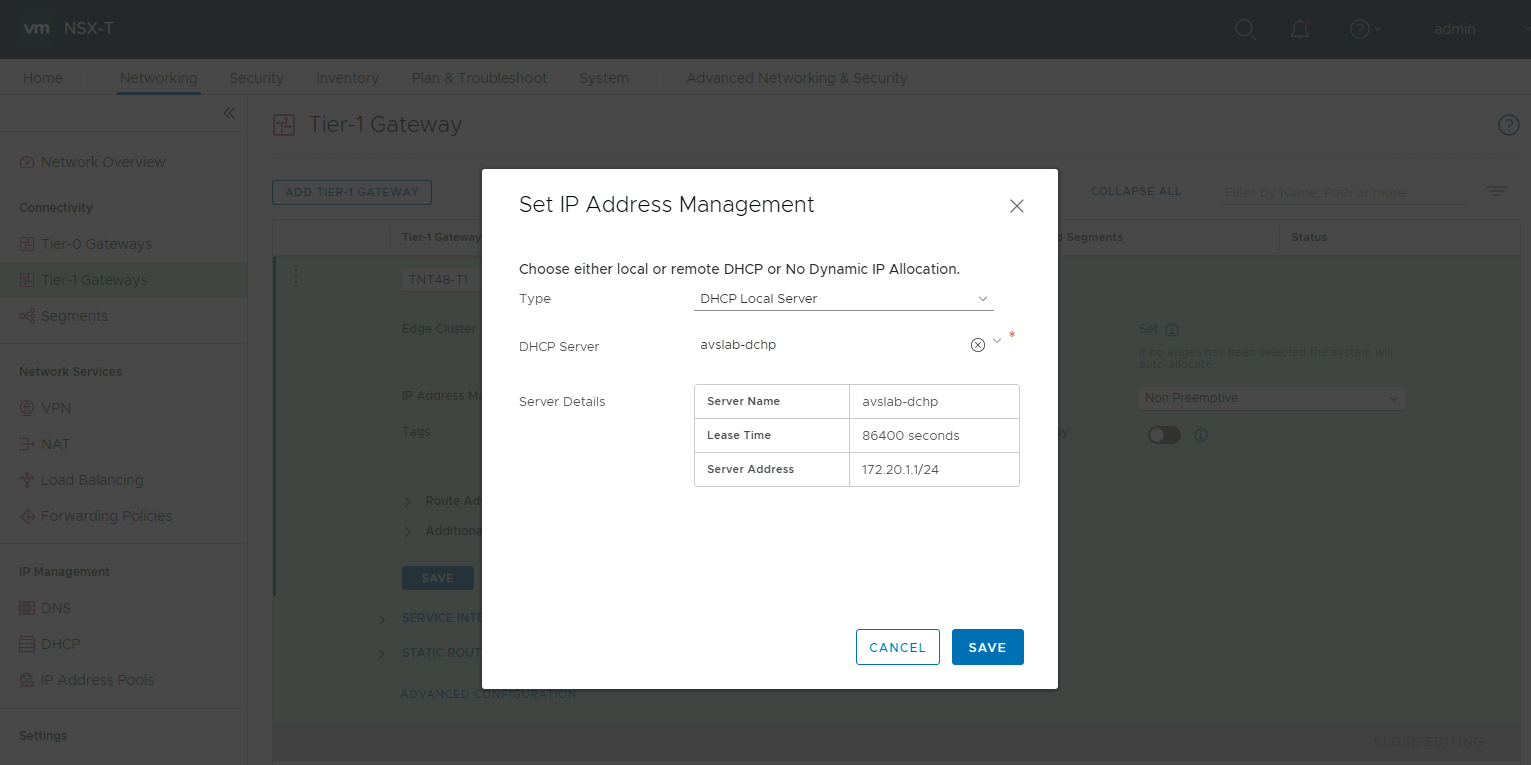 vm NSX-T
admin
Home Networking Security Inventory Plan & Troubleshoot System Advanced Networking & Security
Network Overview
Connectivity
Tier-0 Gateways
Tier-1 Gateways
Segments
Network Services
VPN
NAT
Load Balancing
Forwarding Policies
IP Management
DNS
DHCP
IP Address Pools
Settings
Tier-1 Gateway
ADD TIER-1 GATEWAY
COLLAPSE ALL
Filter by Name, Path or more
Tier-1 Gateway
d Segments
Status
TNT48-T1
Edge Cluster
Set
If no edges has been selected the system will
auto-allocate.
IP Address Ma
Non Preemptive
Tags
by
Route Ad
Additiona
SAVE
SERVICE INTE
STATIC ROUT
ADVANCED CONFIGURATION
CLOSE EDITING
Set IP Address Management
Choose either local or remote DHCP or No Dynamic IP Allocation.
Type DHCP Local Server
DHCP Server avslab-dchp *
Server Details
Server Name avslab-dchp
Lease Time 86400 seconds
Server Address 172.20.1.1/24
CANCEL SAVE